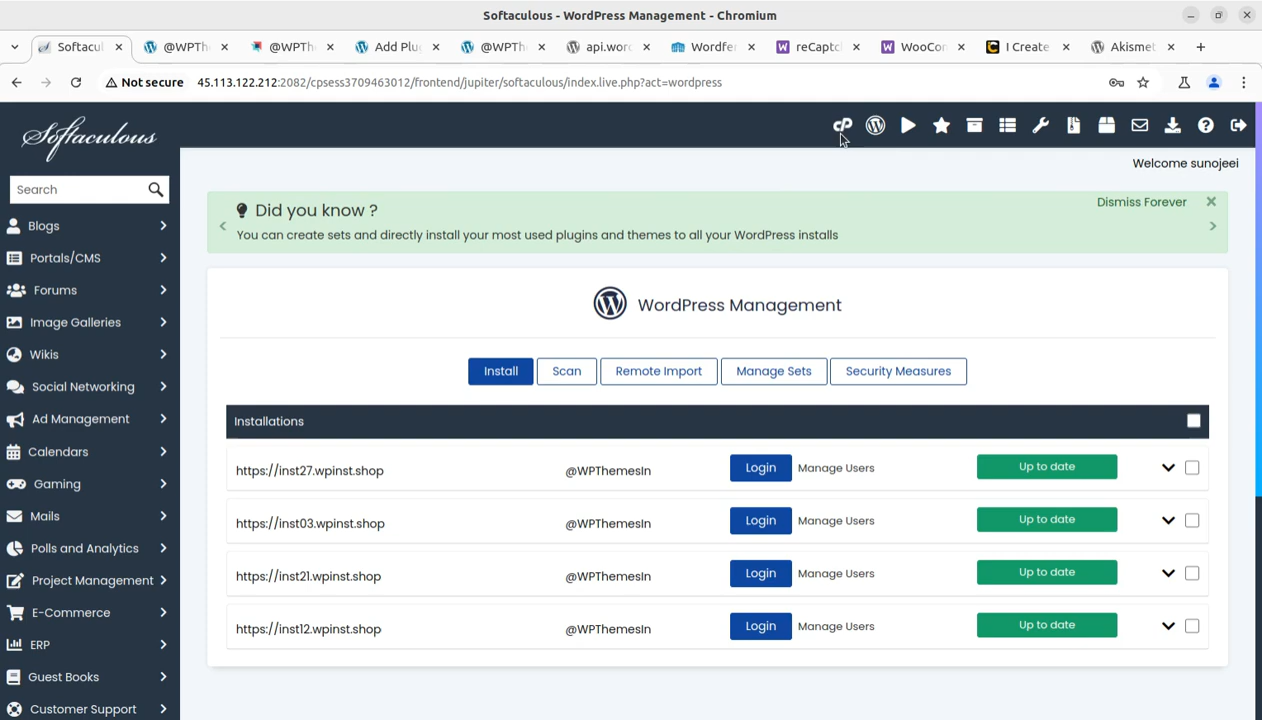 Softaculous - WordPress Management - Chromium
Softacul
@WPTh
@WPThe
Add Plu
@WPThe
api.wor
Wordfer
reCaptc
WooCon
I Create
Akismet
Not secure 45.113.122.212:2082/cpsess3709463012/frontend/jupiter/softaculous/index.live.php?act=wordpress
Softaculous
Welcome sunojeei
Search
Blogs
Portals/CMS
Forums
Image Galleries
Wikis
Social Networking
Ad Management
Calendars
Gaming
Mails
Polls and Analytics
Project Management
E-Commerce
ERP
Guest Books
Customer Support
Did you know ?
Dismiss Forever
You can create sets and directly install your most used plugins and themes to all your WordPress installs
WordPress Management
Install Scan Remote Import Manage Sets Security Measures
Installations
https://inst27.wpinst.shop @WPThemesIn Login Manage Users Up to date
https://inst03.wpinst.shop @WPThemesIn Login Manage Users Up to date
https://inst21.wpinst.shop @WPThemesIn Login Manage Users Up to date
https://inst12.wpinst.shop @WPThemesIn Login Manage Users Up to date